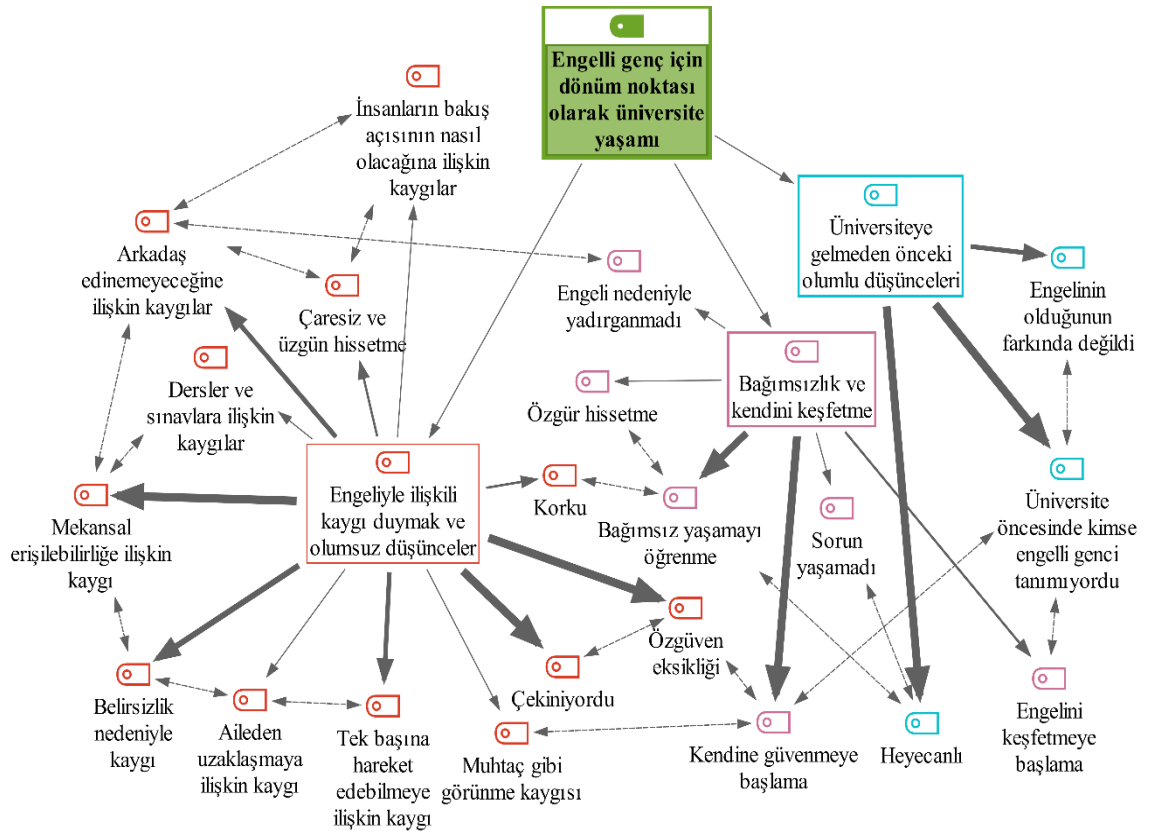 Engelli genç için
dönüm noktası
olarak üniversite
yaşamı
İnsanların bakış
açısının nasıl
olacağına ilişkin
kaygılar
Üniversiteye
gelmeden önceki
olumlu düşünceleri
Arkadaş
edinemeyeceğine
ilişkin kaygılar
Çaresiz ve
üzgün hissetme
Engeli nedeniyle
yadırganmadı
Engelinin
olduğunun
farkında değildi
Dersler ve
sınavlara ilişkin
kaygılar
Özgür hissetme
Bağımsızlık ve
kendini keşfetme
Engeliyle ilişkili
kaygı duymak ve
olumsuz düşünceler
Mekansal
erişilebilirliğe ilişkin
kaygı
Korku
Bağımsız yaşamayı
öğrenme
Sorun
yaşamadı
Üniversite
öncesinde kimse
engelli genci
tanımıyordu
Belirsizlik
nedeniyle
kaygı
Aileden
uzaklaşmaya
ilişkin kaygı
Tek başına
hareket
edebilmeye
ilişkin kaygı
Çekiniyordu
Özgüven
eksikliği
Muhtaç gibi
görünme kaygısı
Kendine güvenmeye
başlama
Heyecanlı
Engelini
keşfetmeye
başlama